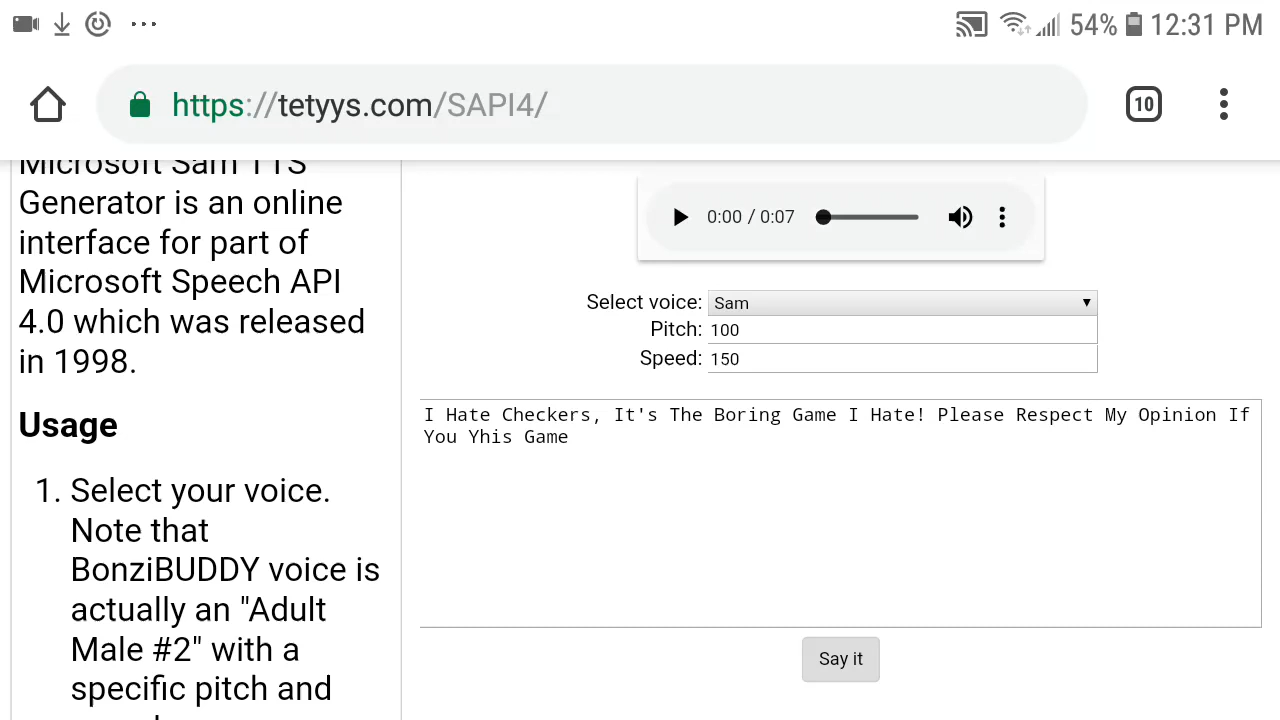 54% 12:31 PM
https://tetyys.com/SAPI4/
10
Microsoft Sam TTS
Generator is an online
interface for part of
Microsoft Speech API
4.0 which was released
in 1998.
Usage
1. Select your voice.
Note that
BonziBUDDY voice is
actually an "Adult
Male #2" with a
specific pitch and
0:00 / 0:07
Select voice: Sam
Pitch: 100
Speed: 150
I Hate Checkers, It's The Boring Game I Hate! Please Respect My Opinion If
You Yhis Game
Say it